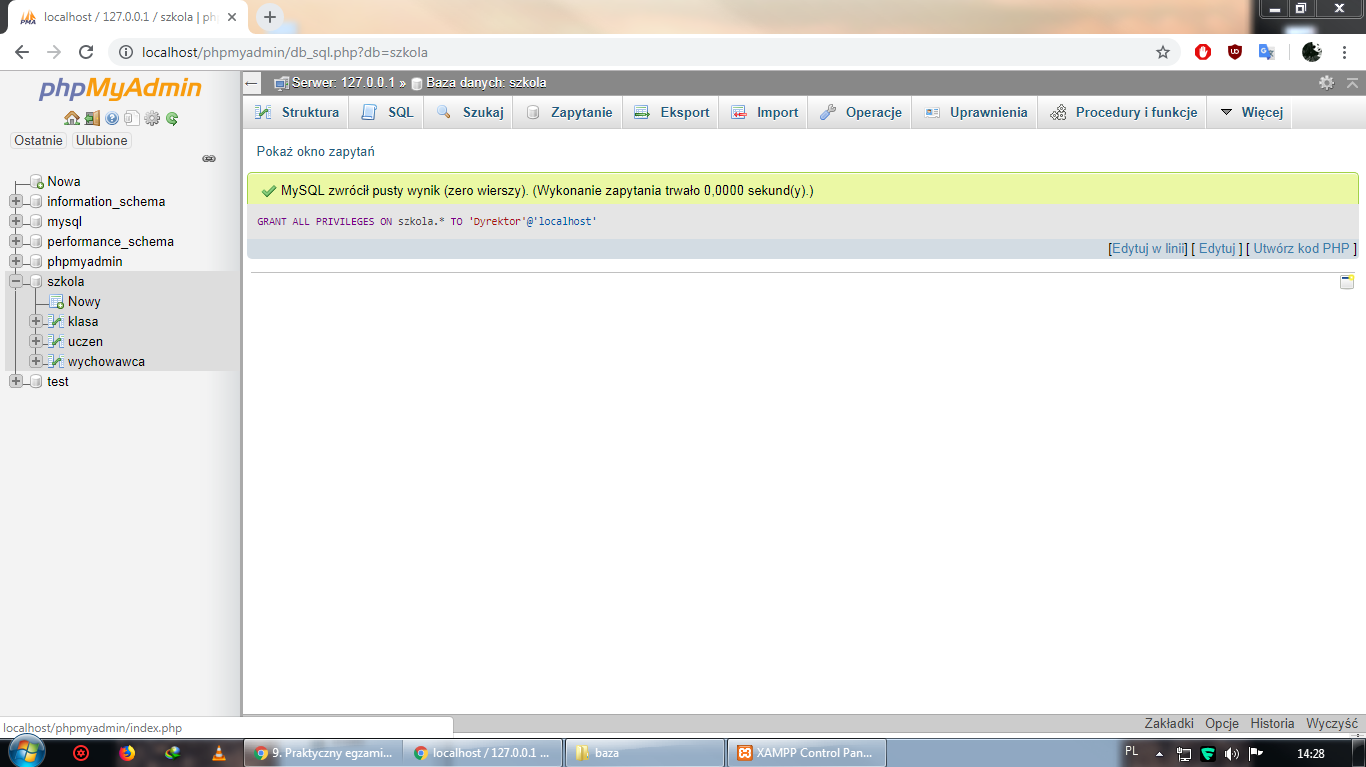 localhost / 127.0.0.1 / szkola | ph
localhost/phpmyadmin/db_sql.php?db=szkola
phpMyAdmin
Ostatnie Ulubione
Nowa
information_schema
mysql
performance_schema
phpmyadmin
szkola
Nowy
klasa
uczen
wychowawca
test
Serwer: 127.0.0.1 » Baza danych: szkola
Struktura SQL Szukaj Zapytanie Eksport Import Operacje Uprawnienia Procedury i funkcje Więcej
Pokaż okno zapytań
MySQL zwrócił pusty wynik (zero wierszy). (Wykonanie zapytania trwało 0,0000 sekund(y).)
GRANT ALL PRIVILEGES ON szkola.* TO 'Dyrektor'@'localhost'
[Edytuj w linii] [ Edytuj ] [ Utwórz kod PHP ]
Zakładki Opcje Historia Wyczyść
localhost/phpmyadmin/index.php
9. Praktyczny egzami... localhost / 127.0.0.1 ... baza XAMPP Control Pan... PL 14:28